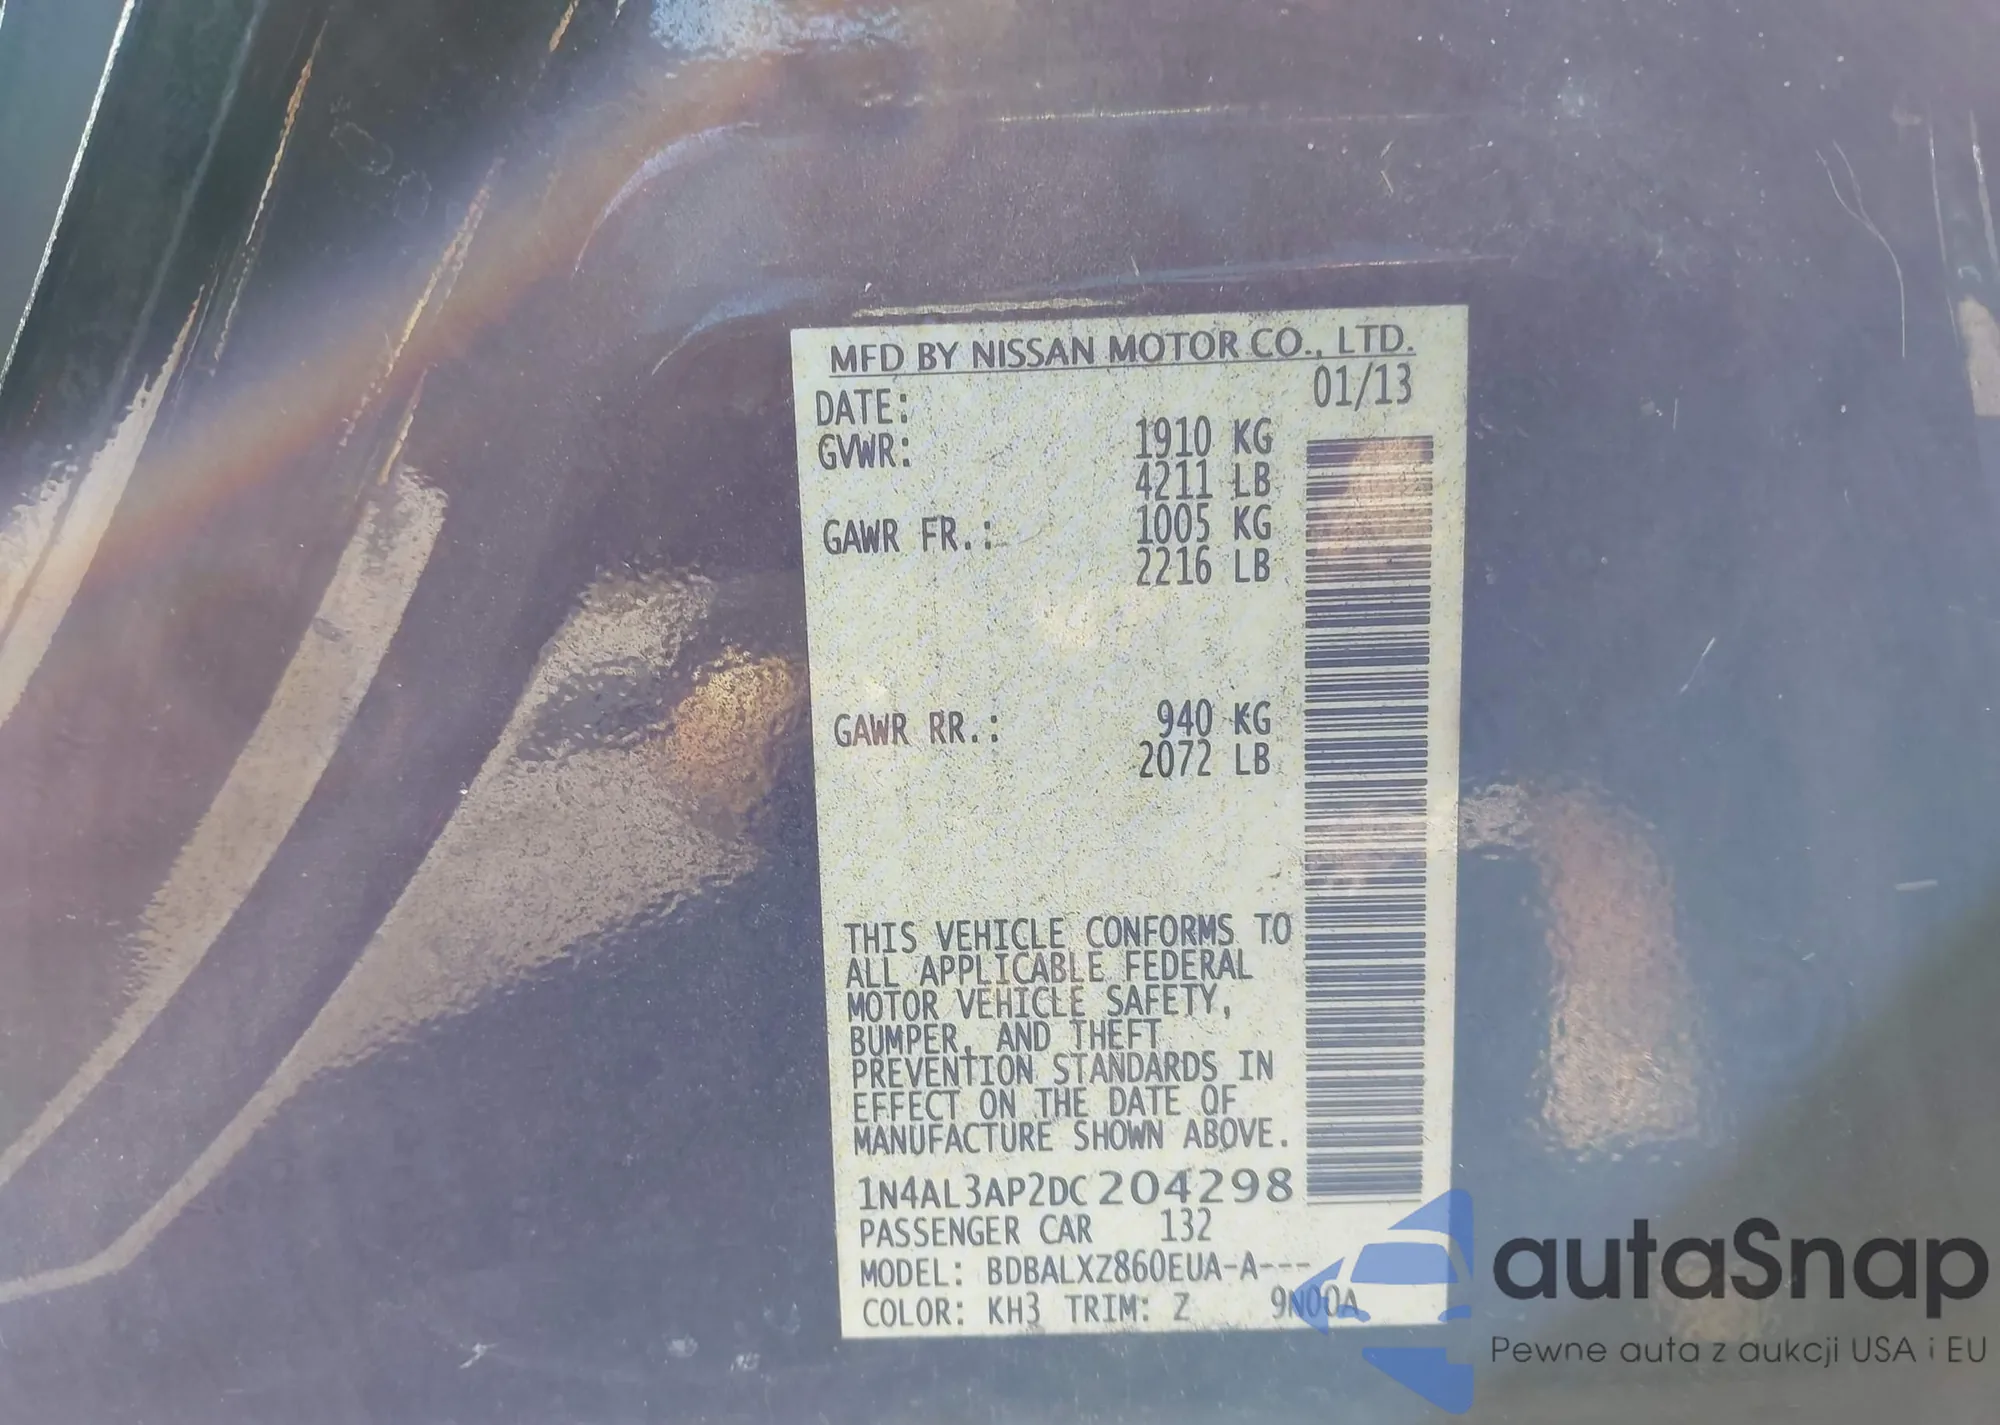 MFD BY NISSAN MOTOR CO., LTD.
DATE: 01/13
GVWR: 1910 KG
4211 LB
GAWR FR.: 1005 KG
2216 LB
GAWR RR.: 940 KG
2072 LB
THIS VEHICLE CONFORMS TO
ALL APPLICABLE FEDERAL
MOTOR VEHICLE SAFETY,
BUMPER, AND THEFT
PREVENTION STANDARDS IN
EFFECT ON THE DATE OF
MANUFACTURE SHOWN ABOVE.
1N4AL3AP2DC204298
PASSENGER CAR 132
MODEL: BDBALXZ860EUA-A---
COLOR: KH3 TRIM: Z 9N00A
autaSnap
Pewne auta z aukcji USA i EU